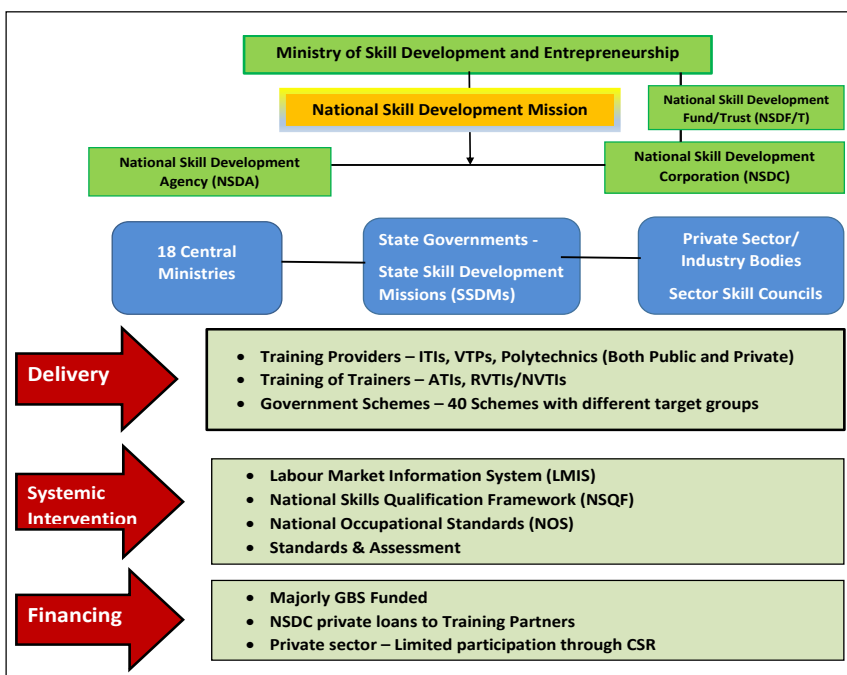 Ministry of Skill Development and Entrepreneurship
National Skill Development Mission
National Skill Development
Fund/Trust (NSDF/T)
National Skill Development
Agency (NSDA)
National Skill Development
Corporation (NSDC)
18 Central
Ministries
State Governments -
State Skill Development
Missions (SSDMs)
Private Sector/
Industry Bodies
Sector Skill Councils
Delivery
• Training Providers – ITIs, VTPs, Polytechnics (Both Public and Private)
• Training of Trainers – ATIs, RVTIs/NVTIs
• Government Schemes – 40 Schemes with different target groups
Systemic
Intervention
• Labour Market Information System (LMIS)
• National Skills Qualification Framework (NSQF)
• National Occupational Standards (NOS)
• Standards & Assessment
Financing
• Majorly GBS Funded
• NSDC private loans to Training Partners
• Private sector – Limited participation through CSR